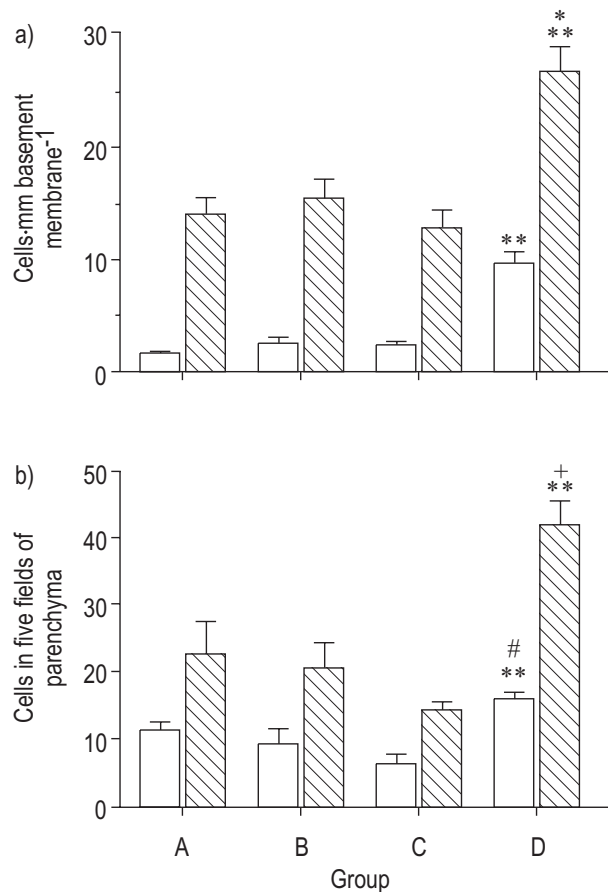 a)
Cells·mm basement
membrane-1
30
20
10
0
*
**
**
b)
Cells in five fields of
parenchyma
50
40
30
20
10
0
+
**
#
**
A B C D
Group